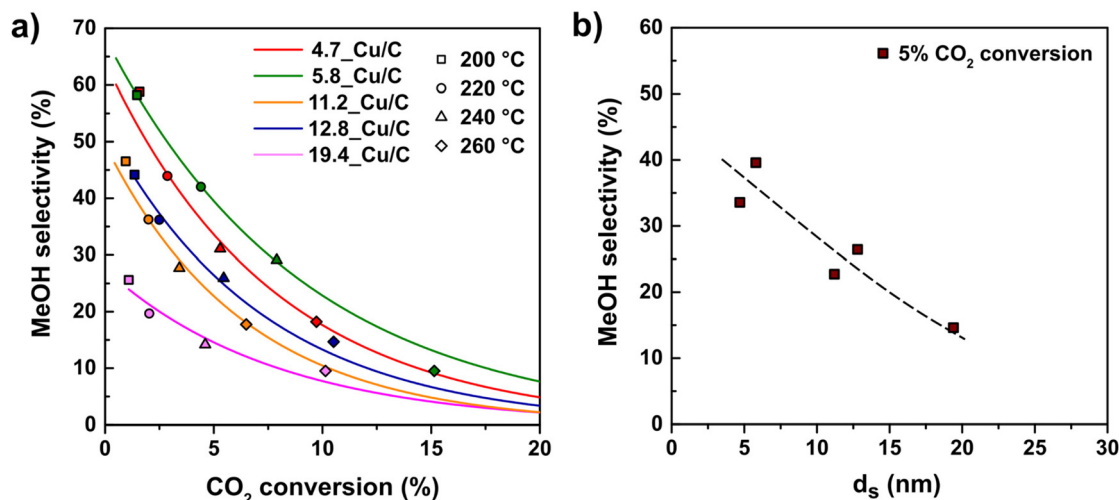 a)
70
60
50
40
30
20
10
0
MeOH selectivity (%)
4.7_Cu/C
5.8_Cu/C
11.2_Cu/C
12.8_Cu/C
19.4_Cu/C
200 °C
220 °C
240 °C
260 °C
0 5 10 15 20
CO₂ conversion (%)
b)
60
50
40
30
20
10
0
MeOH selectivity (%)
5% CO₂ conversion
0 5 10 15 20 25 30
dₛ (nm)